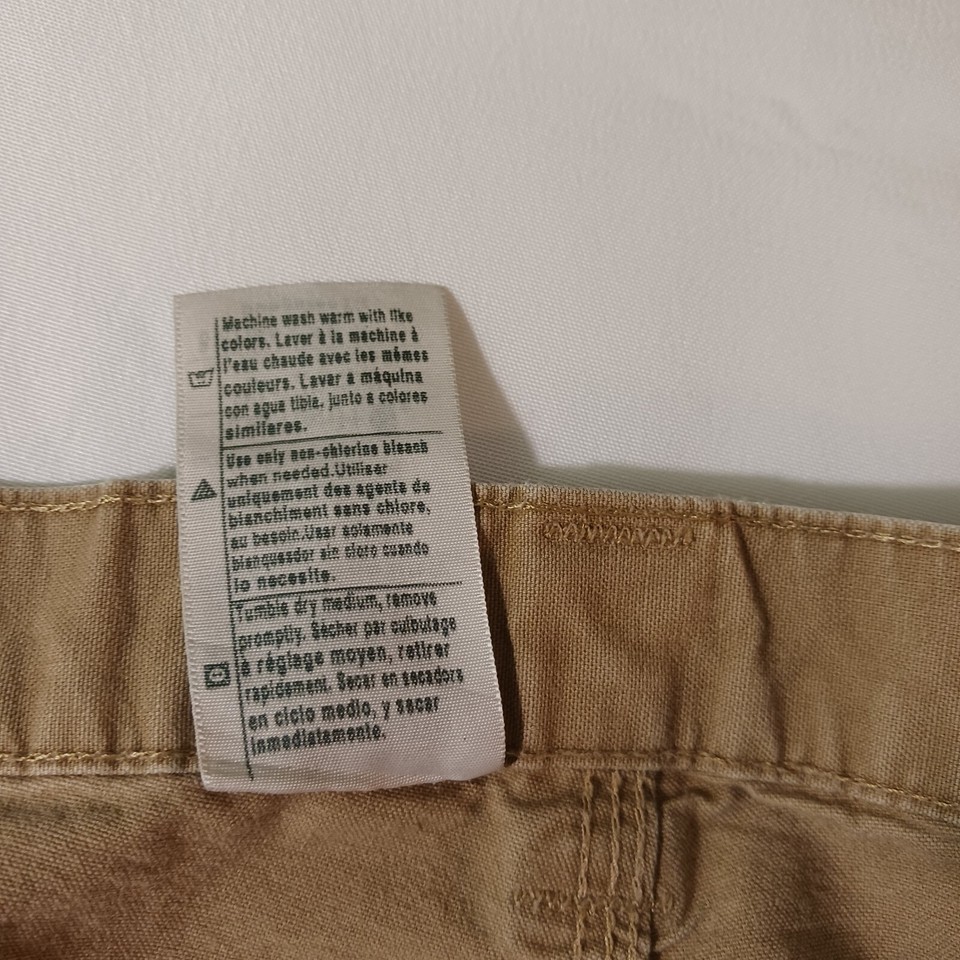 Machine wash warm with like
colors. Laver à la machine à
l'eau chaude avec les mêmes
couleurs. Lavar a máquina
con agua tibia, junto a colores
similares.
Use only non-chlorine bleach
when needed.Utiliser
uniquement des agents de
blanchiment sans chlore,
au besoin.Usar solamente
blanqueador sin cloro cuando
lo necesite.
Tumble dry medium, remove
promptly. Sécher par culbutage
à réglage moyen, retirer
rapidement. Secar en secadora
en ciclo medio, y sacar
inmediatamente.